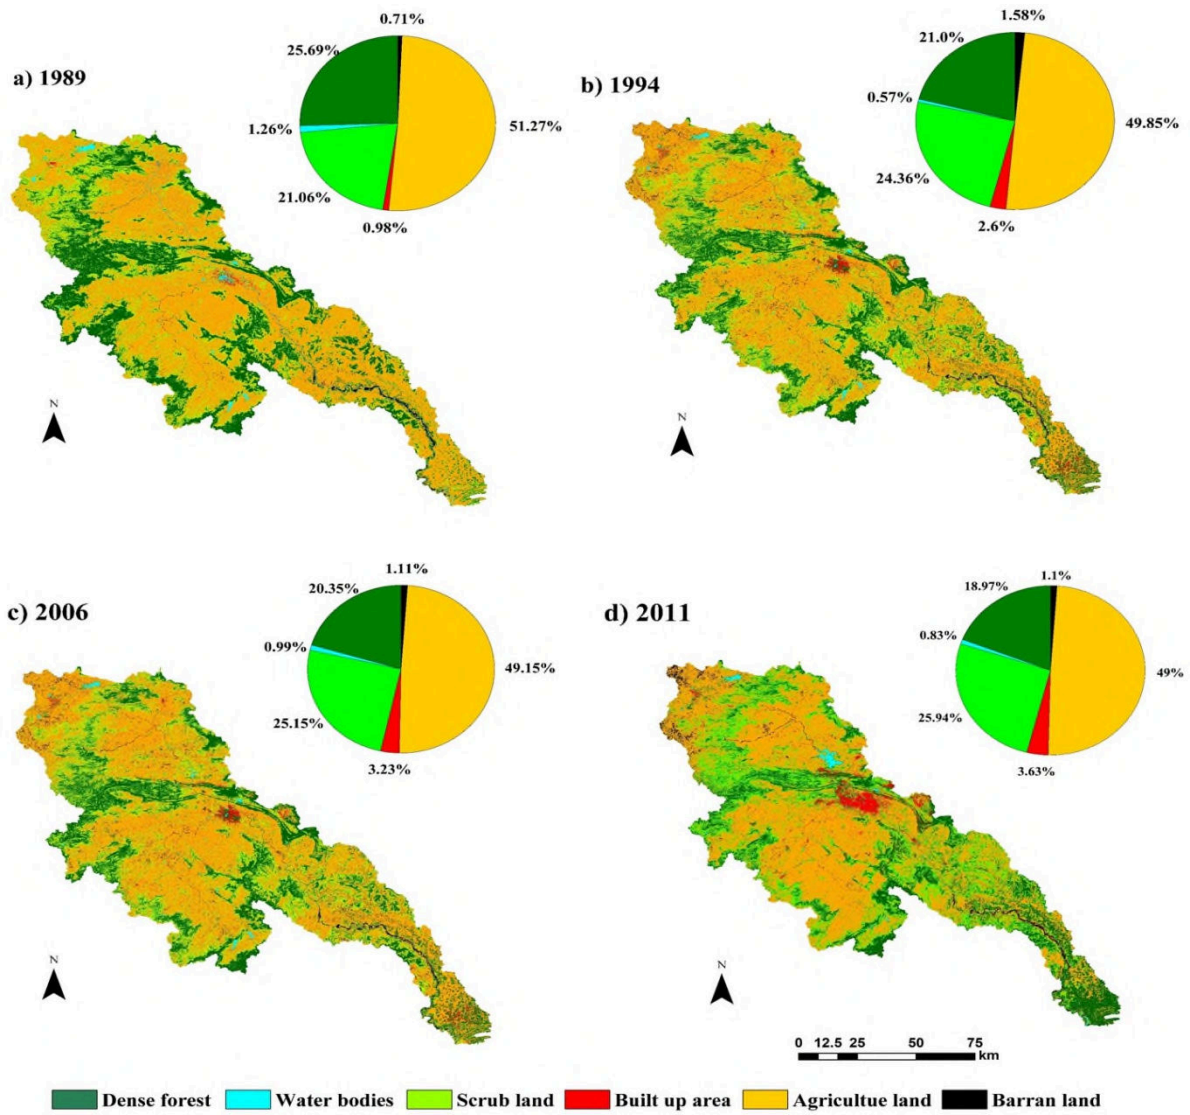 a) 1989
0.71%
25.69%
1.26%
51.27%
21.06%
0.98%
N
b) 1994
1.58%
21.0%
0.57%
49.85%
24.36%
2.6%
N
c) 2006
1.11%
20.35%
0.99%
49.15%
25.15%
3.23%
N
d) 2011
1.1%
18.97%
0.83%
49%
25.94%
3.63%
N
0 12.5 25 50 75
km
Dense forest Water bodies Scrub land Built up area Agricultue land Barran land